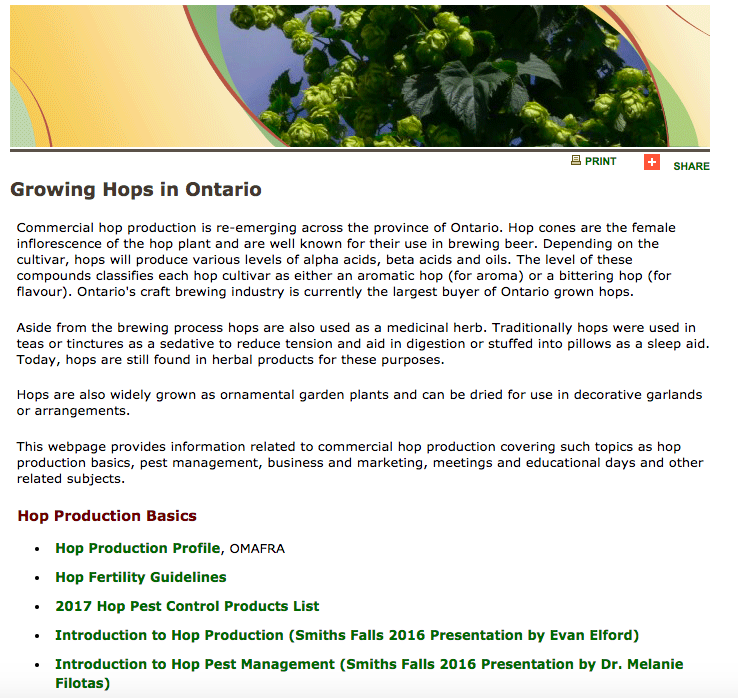 PRINT
SHARE
Growing Hops in Ontario
Commercial hop production is re-emerging across the province of Ontario. Hop cones are the female
inflorescence of the hop plant and are well known for their use in brewing beer. Depending on the
cultivar, hops will produce various levels of alpha acids, beta acids and oils. The level of these
compounds classifies each hop cultivar as either an aromatic hop (for aroma) or a bittering hop (for
flavour). Ontario's craft brewing industry is currently the largest buyer of Ontario grown hops.
Aside from the brewing process hops are also used as a medicinal herb. Traditionally hops were used in
teas or tinctures as a sedative to reduce tension and aid in digestion or stuffed into pillows as a sleep aid.
Today, hops are still found in herbal products for these purposes.
Hops are also widely grown as ornamental garden plants and can be dried for use in decorative garlands
or arrangements.
This webpage provides information related to commercial hop production covering such topics as hop
production basics, pest management, business and marketing, meetings and educational days and other
related subjects.
Hop Production Basics
• Hop Production Profile, OMAFRA
• Hop Fertility Guidelines
• 2017 Hop Pest Control Products List
• Introduction to Hop Production (Smiths Falls 2016 Presentation by Evan Elford)
• Introduction to Hop Pest Management (Smiths Falls 2016 Presentation by Dr. Melanie
Filotas)